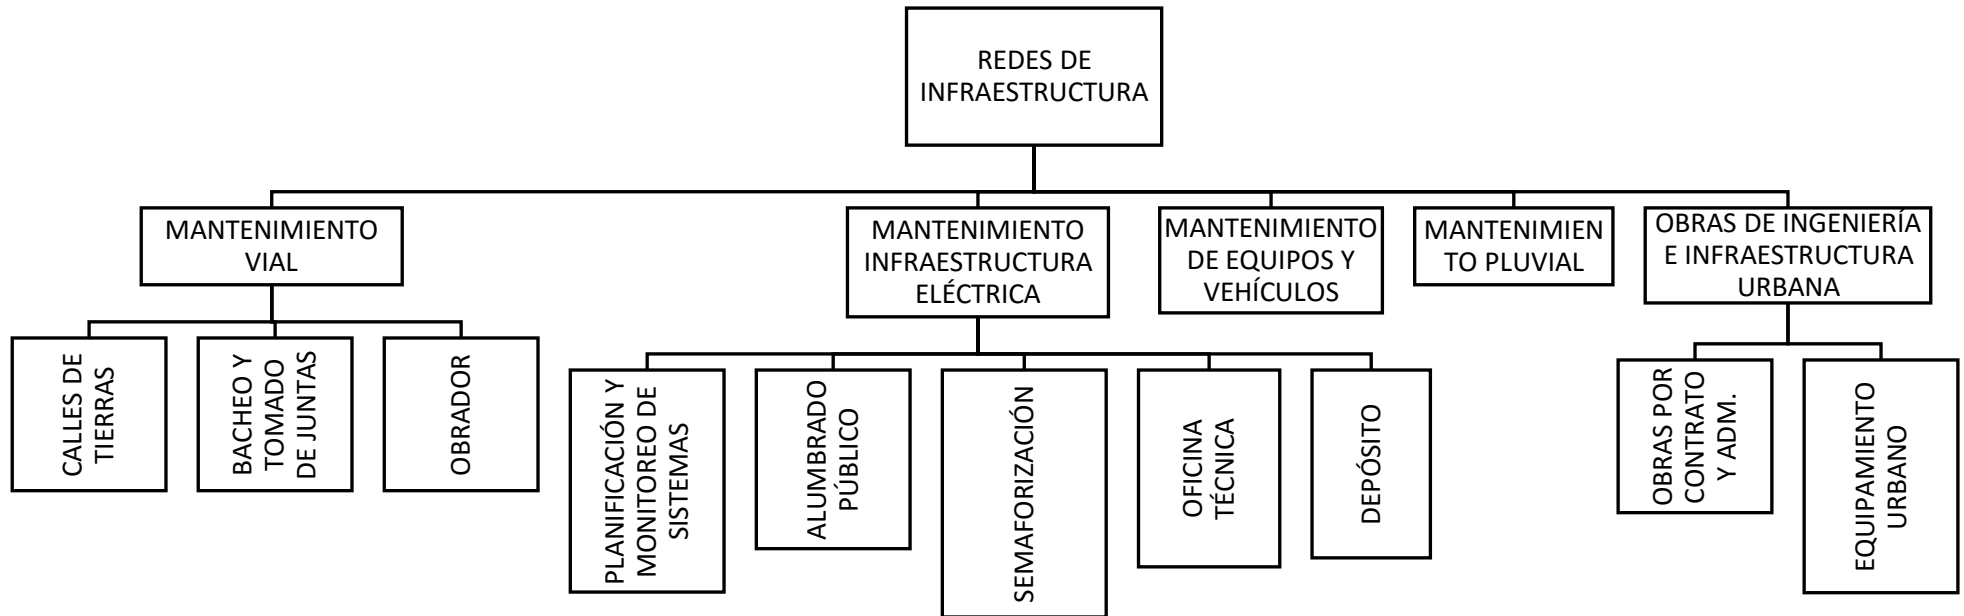 REDES DE
INFRAESTRUCTURA
MANTENIMIENTO
VIAL
MANTENIMIENTO
INFRAESTRUCTURA
ELÉCTRICA
MANTENIMIENTO
DE EQUIPOS Y
VEHÍCULOS
MANTENIMIEN
TO PLUVIAL
OBRAS DE INGENIERÍA
E INFRAESTRUCTURA
URBANA
CALLES DE
TIERRAS
BACHEO Y
TOMADO
DE JUNTAS
OBRADOR
PLANIFICACIÓN Y
MONITOREO DE
SISTEMAS
ALUMBRADO
PÚBLICO
SEMAFORIZACIÓN
OFICINA
TÉCNICA
DEPÓSITO
OBRAS POR
CONTRATO
Y ADM.
EQUIPAMIENTO
URBANO